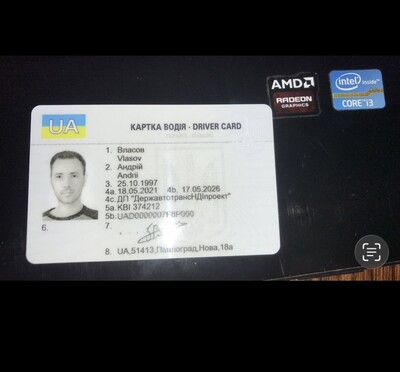 AMD
RADEON
GRAPHICS
intel inside
CORE i3
UA
КАРТКА ВОДІЯ - DRIVER CARD
УКРАЇНА - UKRAINE
1. Власов
Vlasov
2. Андрій
Andrii
3. 25.10.1997
4a. 18.05.2021 4b. 17.05.2026
4c. ДП "ДержавтотрансНДІпроект"
5a. KBI 374212
5b.
6.
7.
8. UA,51413,Павлоград,Нова,18а